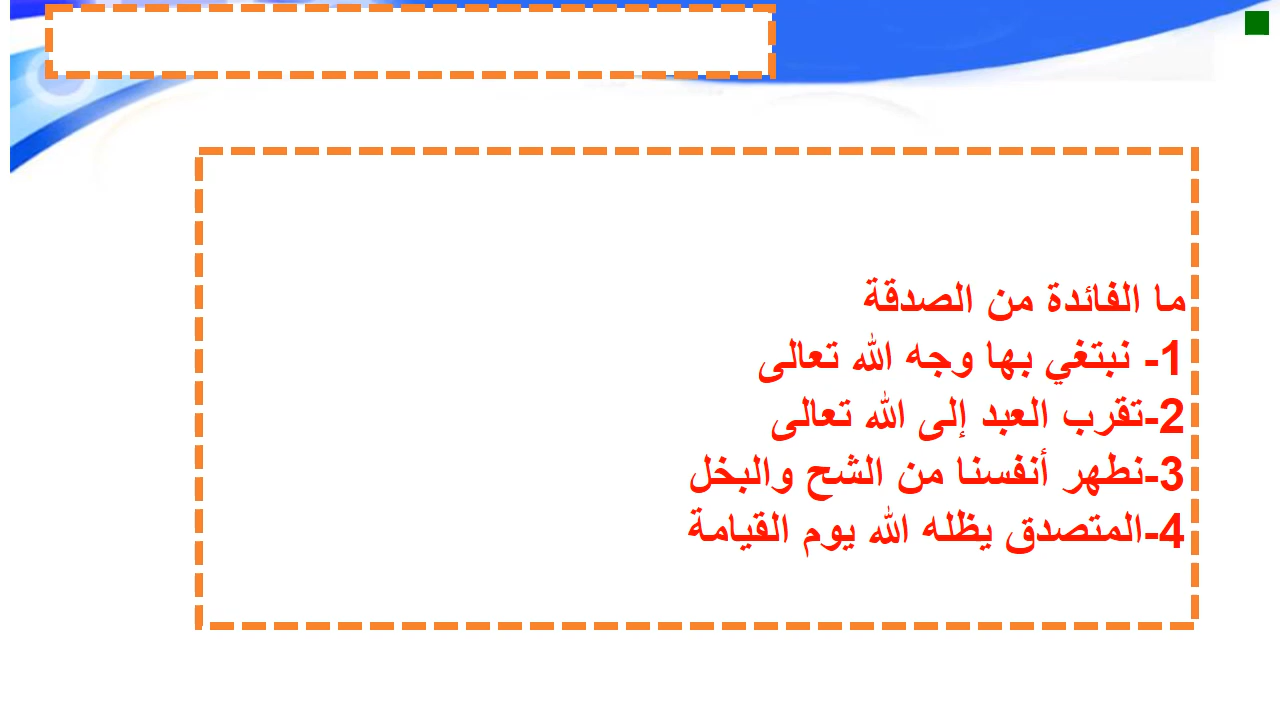 ما الفائدة من الصدقة
1- نبتغي بها وجه الله تعالى
2-تقرب العبد إلى الله تعالى
3-نطهر أنفسنا من الشح والبخل
4-المتصدق يظله الله يوم القيامة